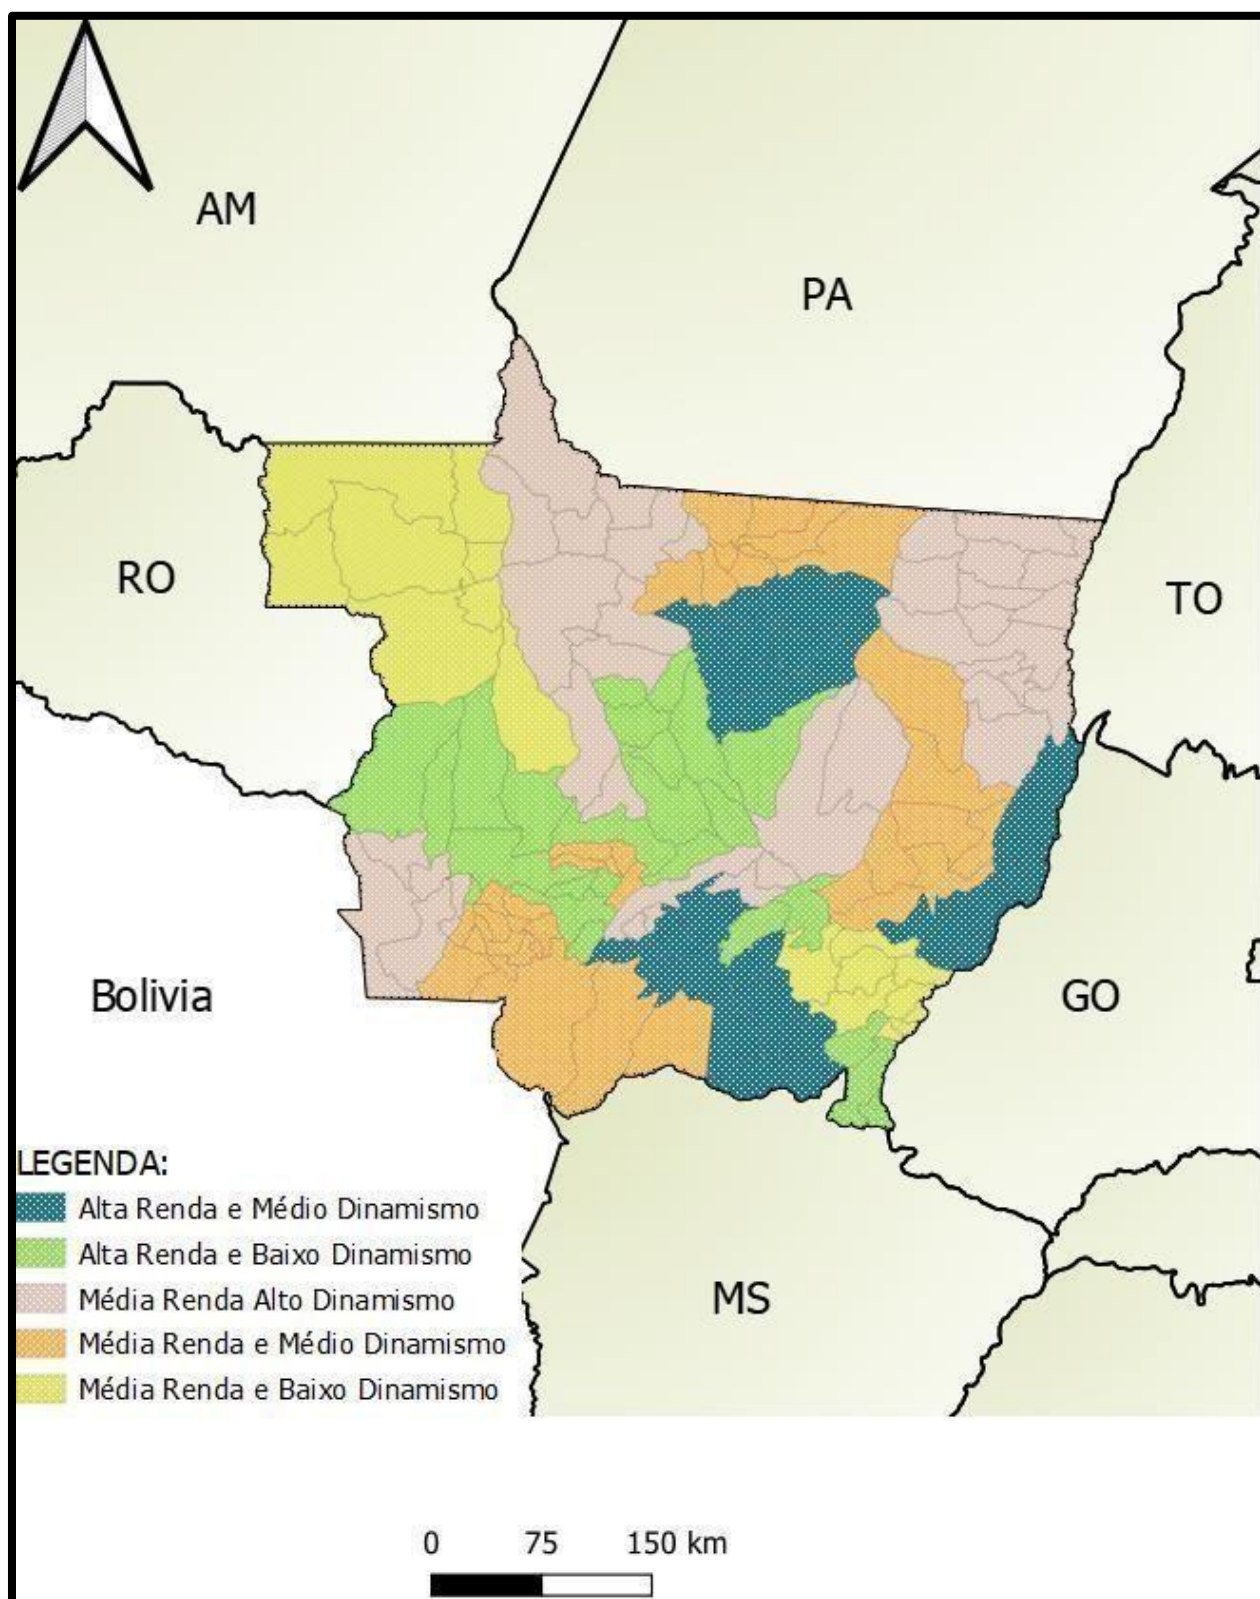 AM
PA
RO
TO
Bolivia
GO
LEGENDA:
Alta Renda e Médio Dinamismo
Alta Renda e Baixo Dinamismo
Média Renda Alto Dinamismo
MS
Média Renda e Médio Dinamismo
Média Renda e Baixo Dinamismo
0 75 150 km